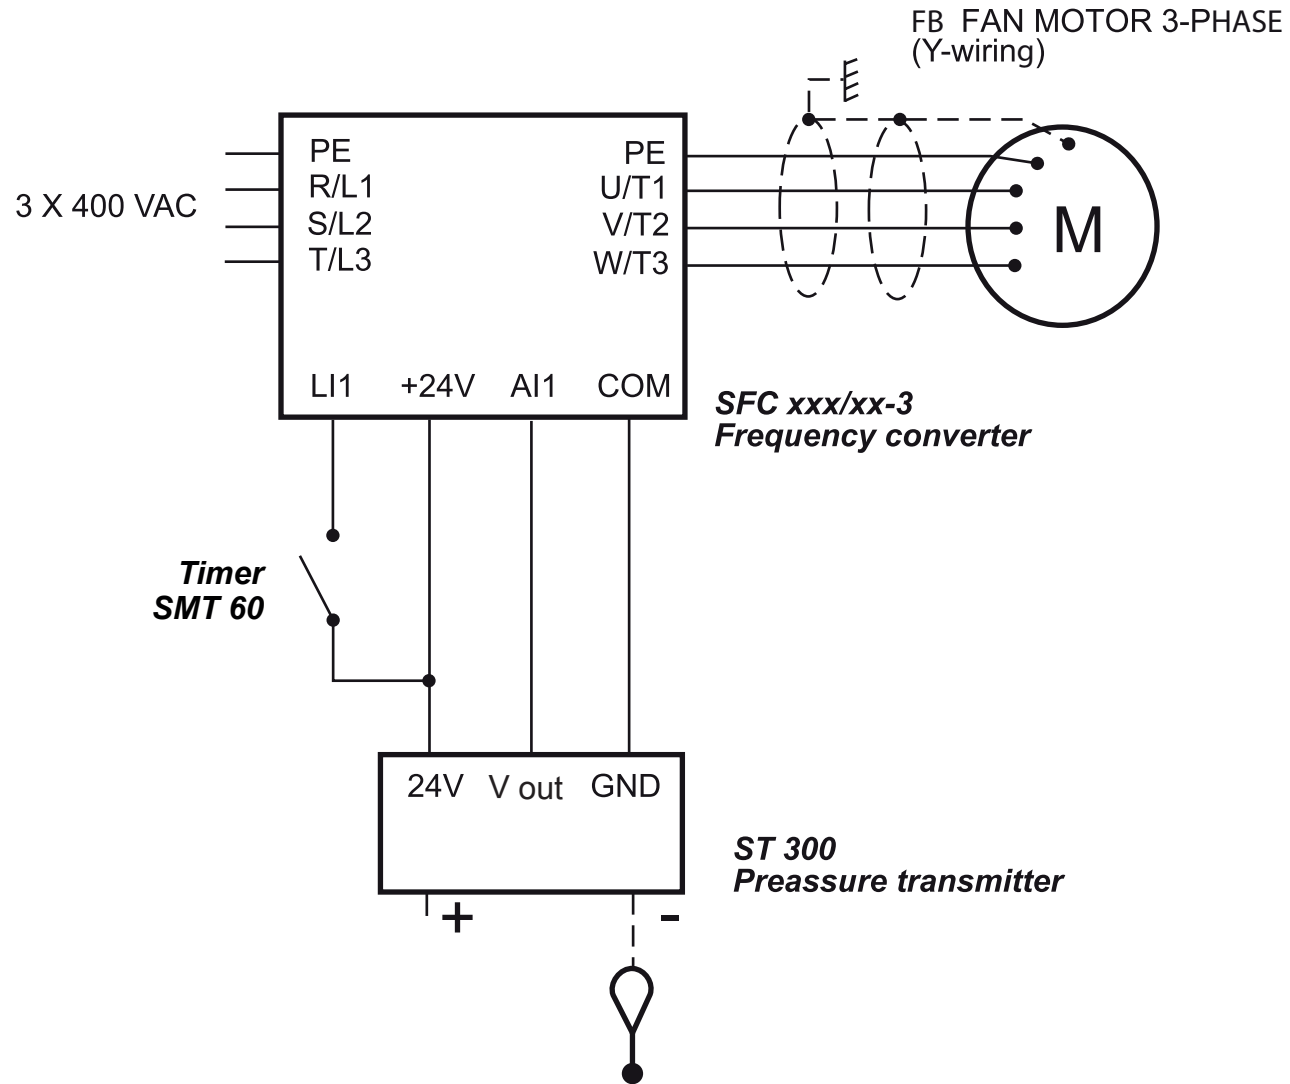 FB FAN MOTOR 3-PHASE
(Y-wiring)
PE
R/L1
S/L2
T/L3
3 X 400 VAC
PE
U/T1
V/T2
W/T3
M
LI1 +24V AI1 COM
SFC xxx/xx-3
Frequency converter
Timer
SMT 60
24V V out GND
ST 300
Preassure transmitter
+ -